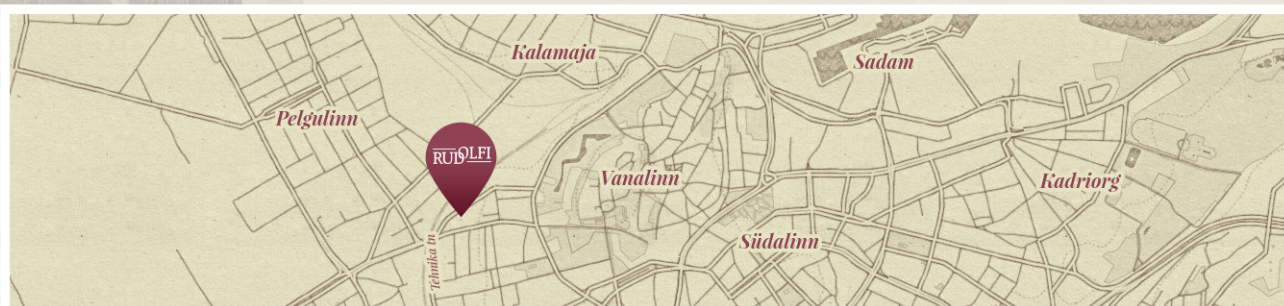 Kalamaja
Sadam
Pelgulinn
RUDOLFI
Vanalinn
Kadriorg
Südalinn
Tehnika tn